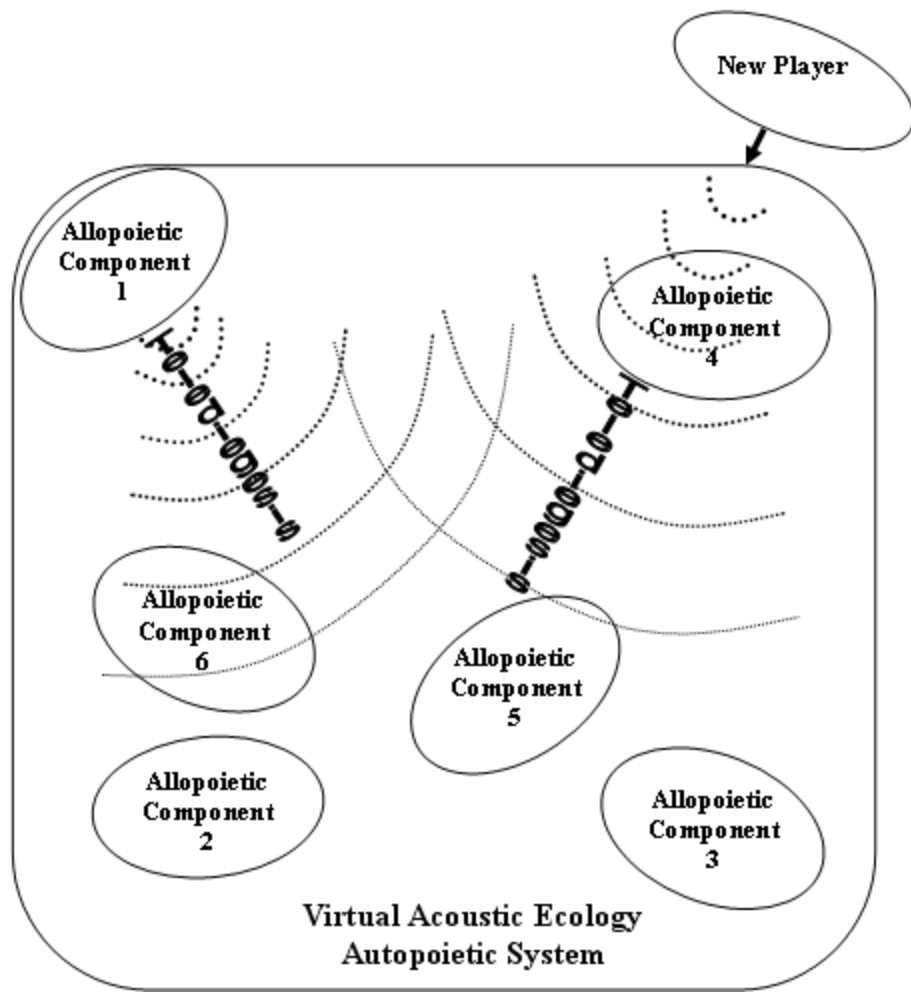 New Player
Allopoietic
Component
1
Allopoietic
Component
4
Allopoietic
Component
6
Allopoietic
Component
5
Allopoietic
Component
2
Allopoietic
Component
3
Virtual Acoustic Ecology
Autopoietic System